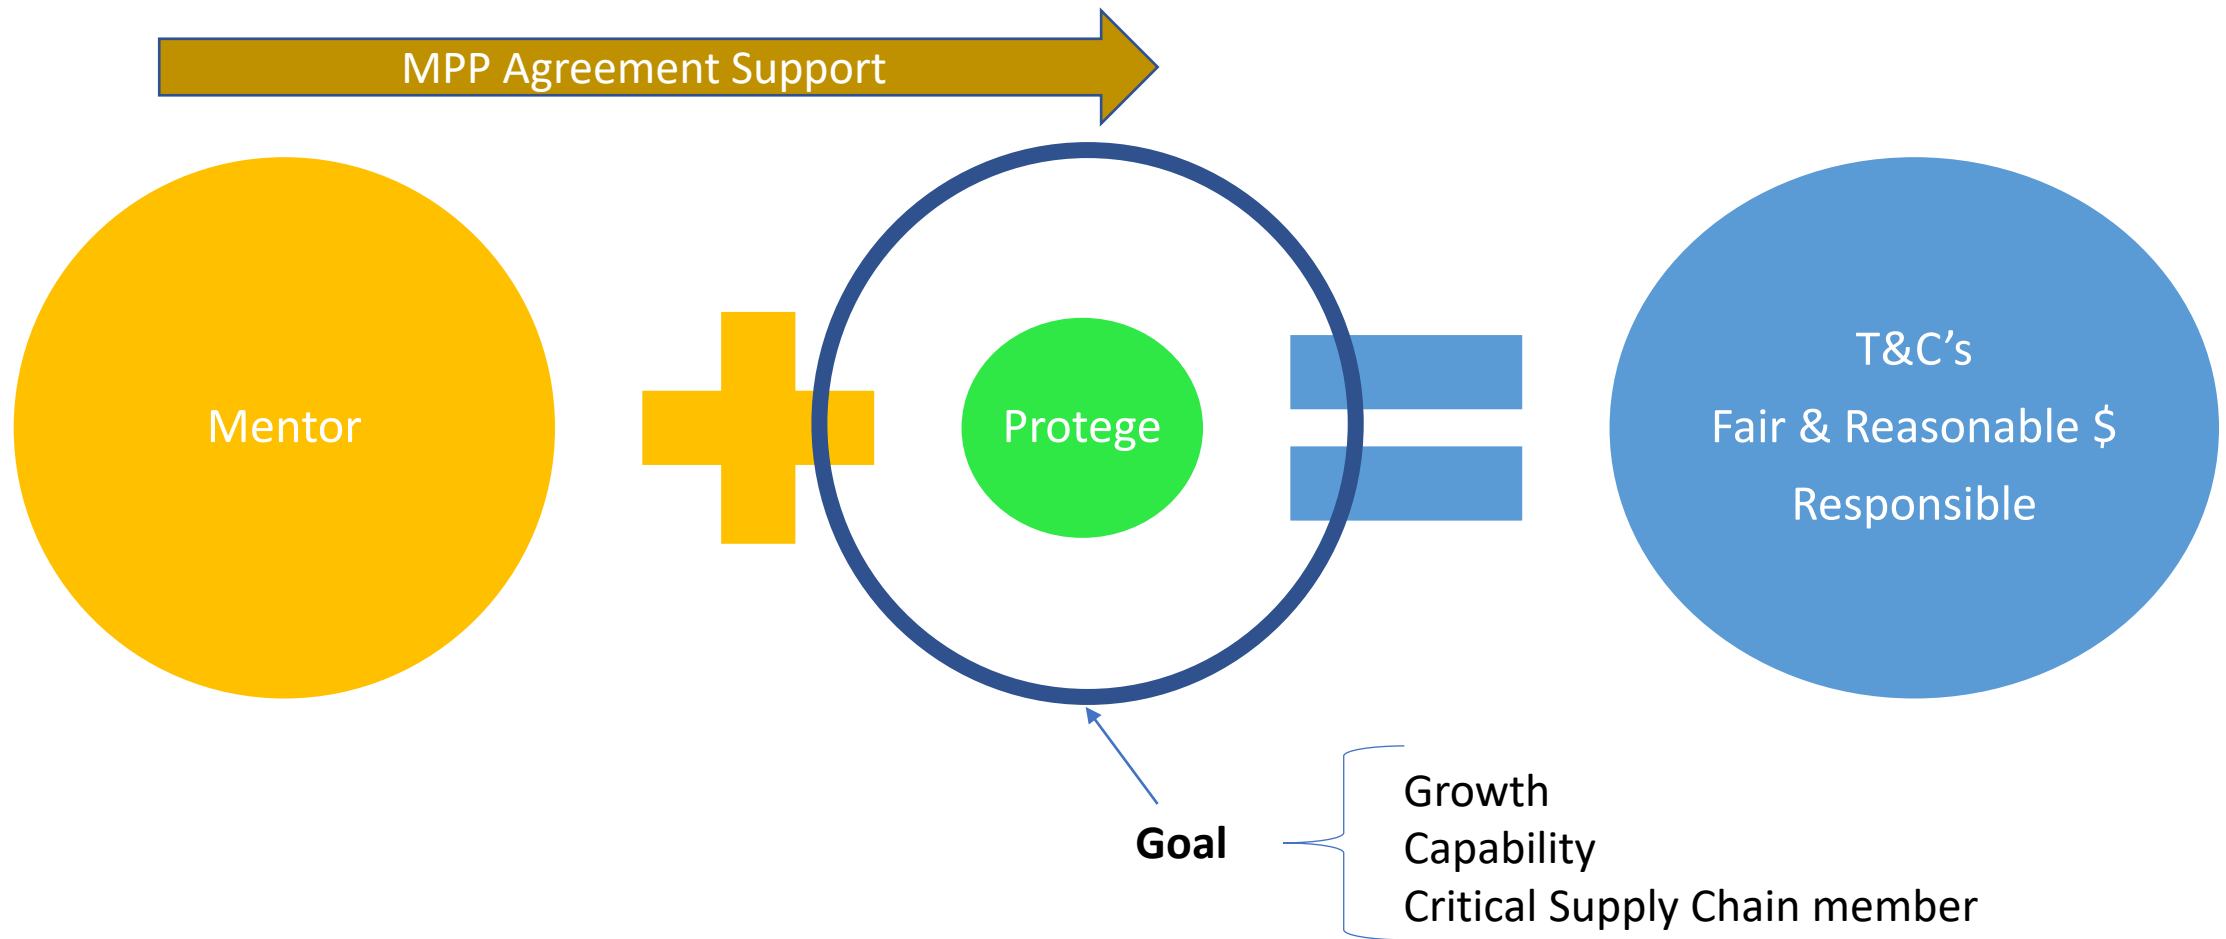 MPP Agreement Support
Mentor
Protege
T&C’s
Fair & Reasonable $
Responsible
Goal
Growth
Capability
Critical Supply Chain member